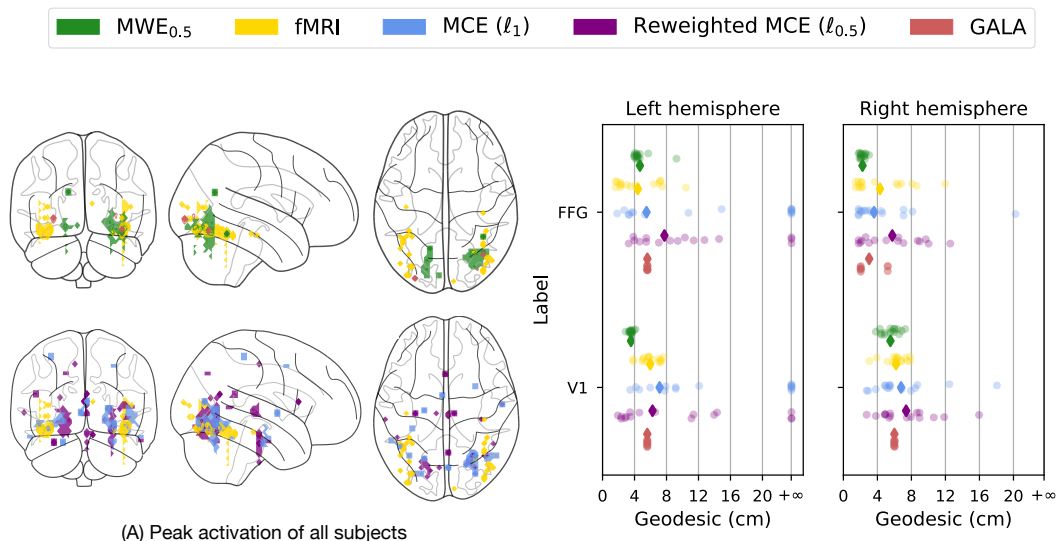 MWE₀.₅ fMRI MCE (ℓ₁) Reweighted MCE (ℓ₀.₅) GALA
Left hemisphere Right hemisphere
FFG
Label
V1
0 4 8 12 16 20 +∞ 0 4 8 12 16 20 +∞
Geodesic (cm) Geodesic (cm)
(A) Peak activation of all subjects